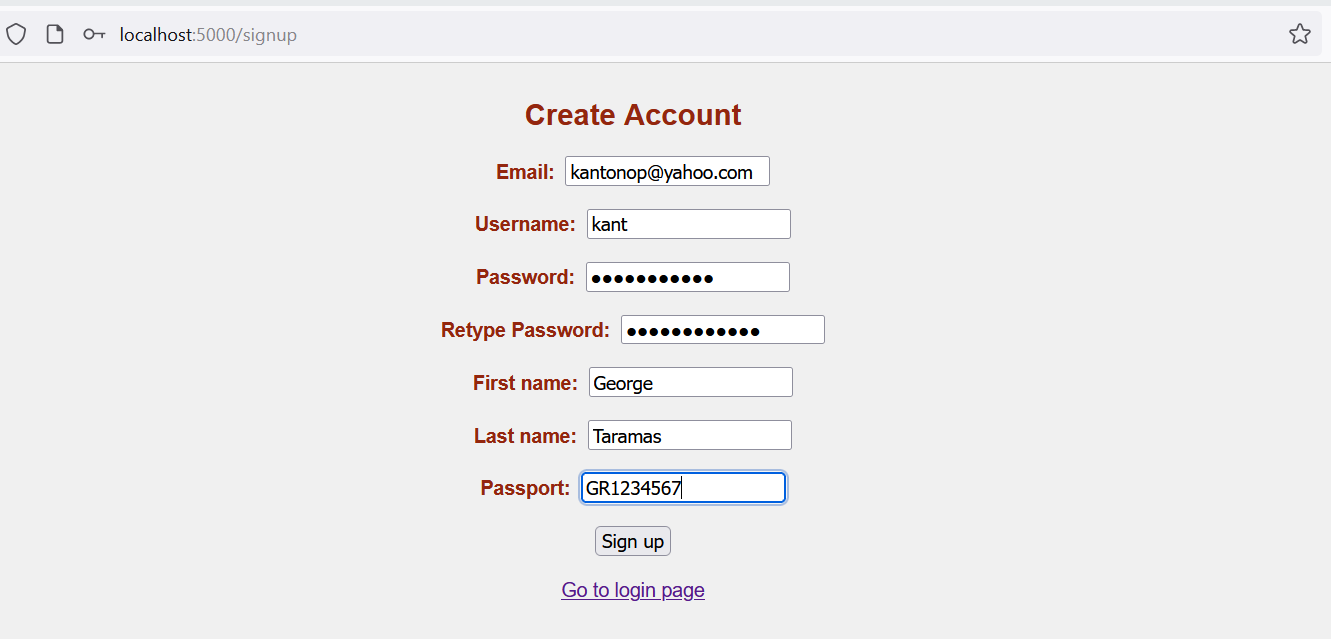 localhost:5000/signup
Create Account
Email: kantonop@yahoo.com
Username: kant
Password: ●●●●●●●●●●●
Retype Password: ●●●●●●●●●●●●
First name: George
Last name: Taramas
Passport: GR1234567
Sign up
Go to login page